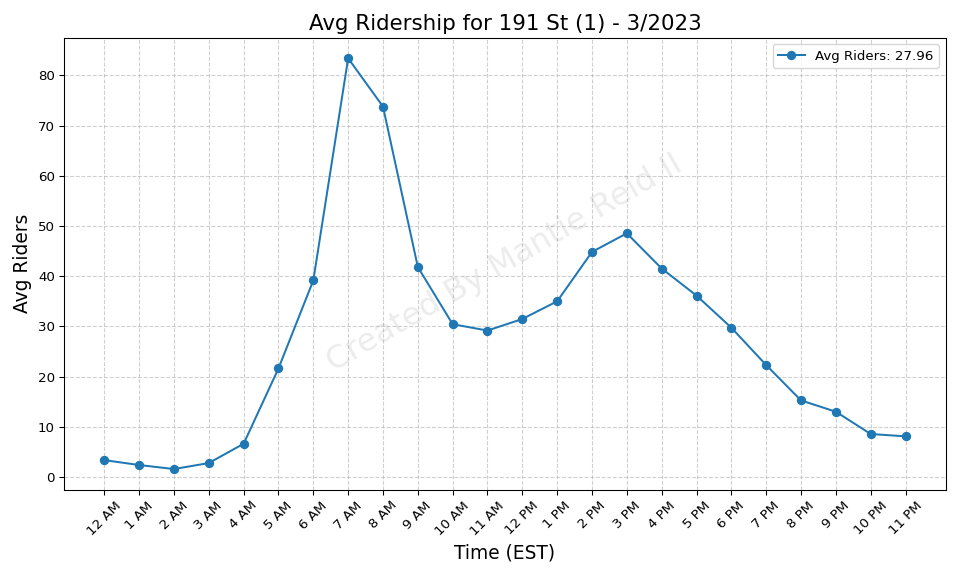 Avg Ridership for 191 St (1) - 3/2023
Avg Riders: 27.96
Avg Riders
80
70
60
50
40
30
20
10
0
Created By Mantie Reid II
12 AM
1 AM
2 AM
3 AM
4 AM
5 AM
6 AM
7 AM
8 AM
9 AM
10 AM
11 AM
12 PM
1 PM
2 PM
3 PM
4 PM
5 PM
6 PM
7 PM
8 PM
9 PM
10 PM
11 PM
Time (EST)